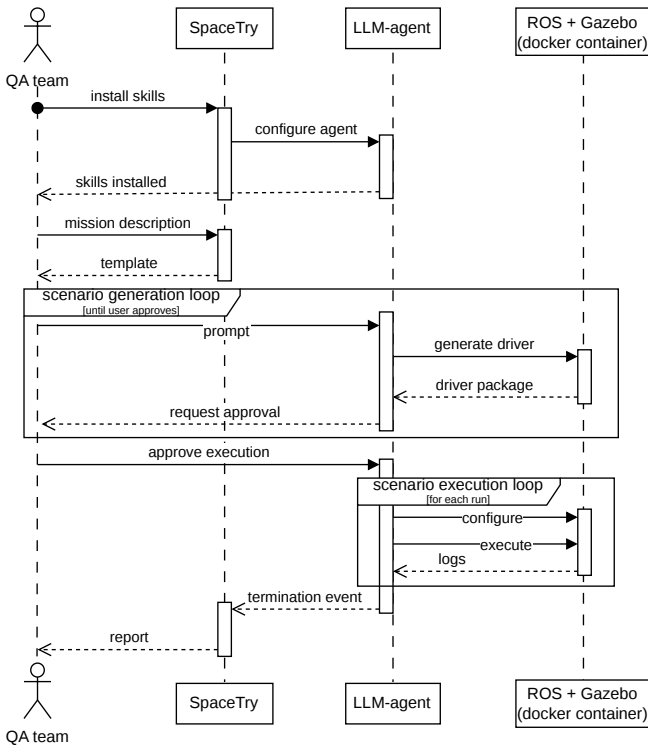 QA team
SpaceTry
LLM-agent
ROS + Gazebo
(docker container)
install skills
configure agent
skills installed
mission description
template
scenario generation loop
[until user approves]
prompt
generate driver
driver package
request approval
approve execution
scenario execution loop
[for each run]
configure
execute
logs
termination event
report
QA team
SpaceTry
LLM-agent
ROS + Gazebo
(docker container)